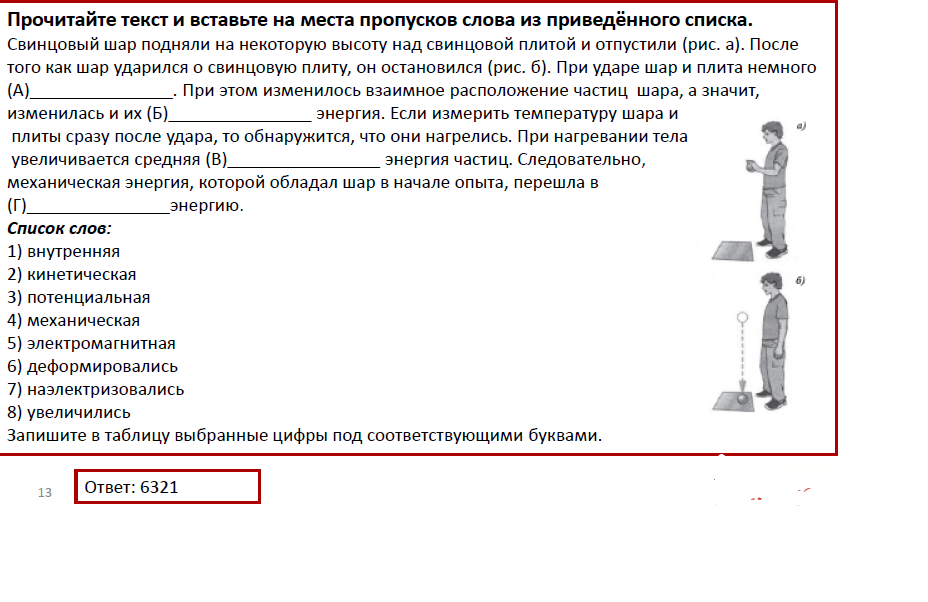 Прочитайте текст и вставьте на места пропусков слова из приведённого списка.
Свинцовый шар подняли на некоторую высоту над свинцовой плитой и отпустили (рис. а). После
того как шар ударился о свинцовую плиту, он остановился (рис. б). При ударе шар и плита немного
(А)________________. При этом изменилось взаимное расположение частиц шара, а значит,
изменилась и их (Б)________________ энергия. Если измерить температуру шара и
плиты сразу после удара, то обнаружится, что они нагрелись. При нагревании тела
увеличивается средняя (В)_________________ энергия частиц. Следовательно,
механическая энергия, которой обладал шар в начале опыта, перешла в
(Г)________________энергию.
а)
б)
Список слов:
1) внутренняя
2) кинетическая
3) потенциальная
4) механическая
5) электромагнитная
6) деформировались
7) наэлектризовались
8) увеличились
Запишите в таблицу выбранные цифры под соответствующими буквами.
13
Ответ: 6321